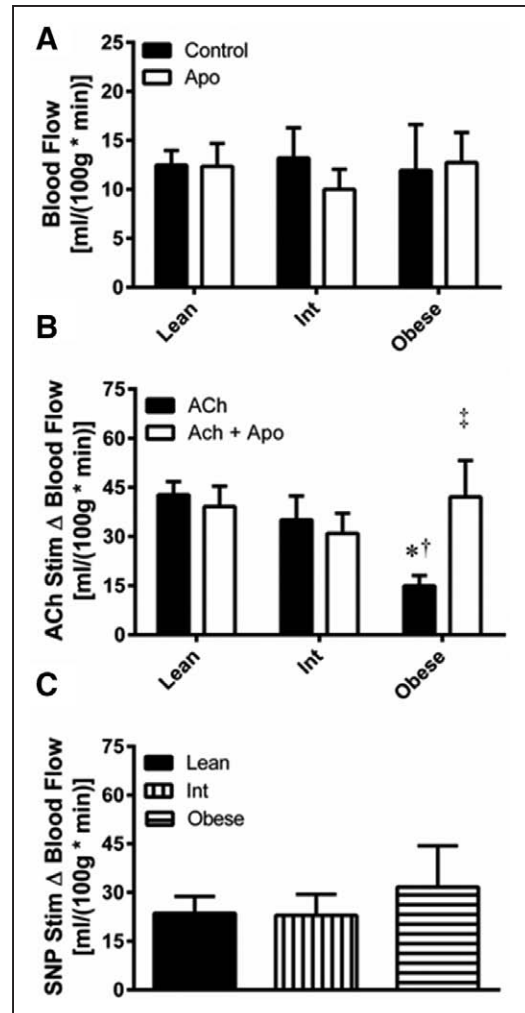 A
Blood Flow
[ml/(100g * min)]
25
20
15
10
5
0
Control
Apo
Lean
Int
Obese
B
ACh Stim Δ Blood Flow
[ml/(100g * min)]
75
60
45
30
15
0
ACh
Ach + Apo
*†
‡
Lean
Int
Obese
C
SNP Stim Δ Blood Flow
[ml/(100g * min)]
75
60
45
30
15
0
Lean
Int
Obese